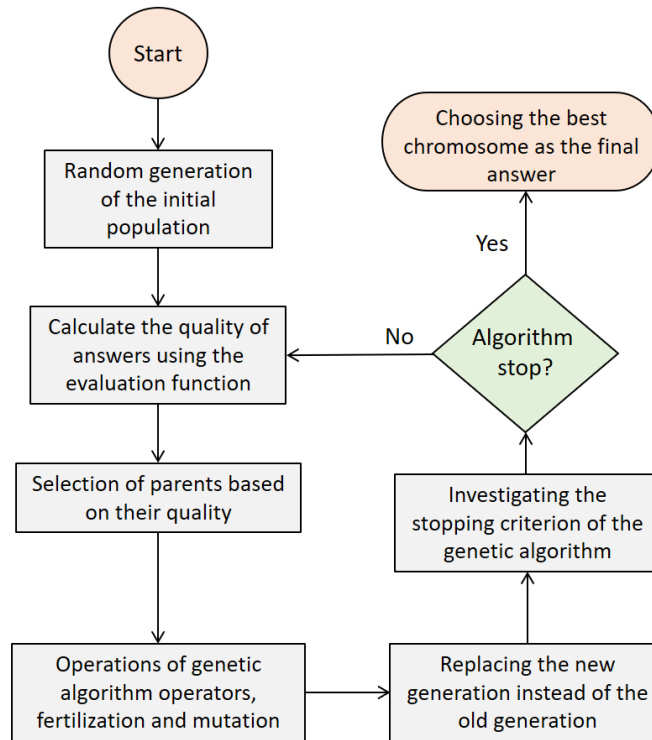 Start
Random generation
of the initial
population
Calculate the quality of
answers using the
evaluation function
Selection of parents based
on their quality
Operations of genetic
algorithm operators,
fertilization and mutation
Replacing the new
generation instead of the
old generation
Investigating the
stopping criterion of the
genetic algorithm
Algorithm
stop?
No
Yes
Choosing the best
chromosome as the final
answer